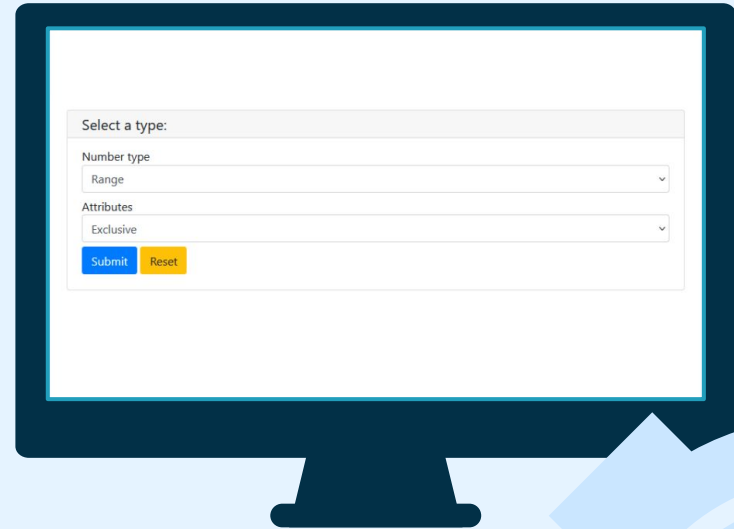 Select a type:
Number type
Range
Attributes
Exclusive
Submit Reset